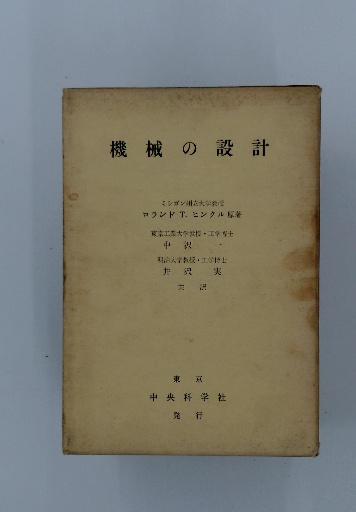 機械の設計
ミシガン州立大学教授
ローランド T. ヒンクル原著
東京工業大学教授・工学博士
中沢 一
明治大学教授・工学博士
井沢 実
共訳
東京
中央科学社
発行